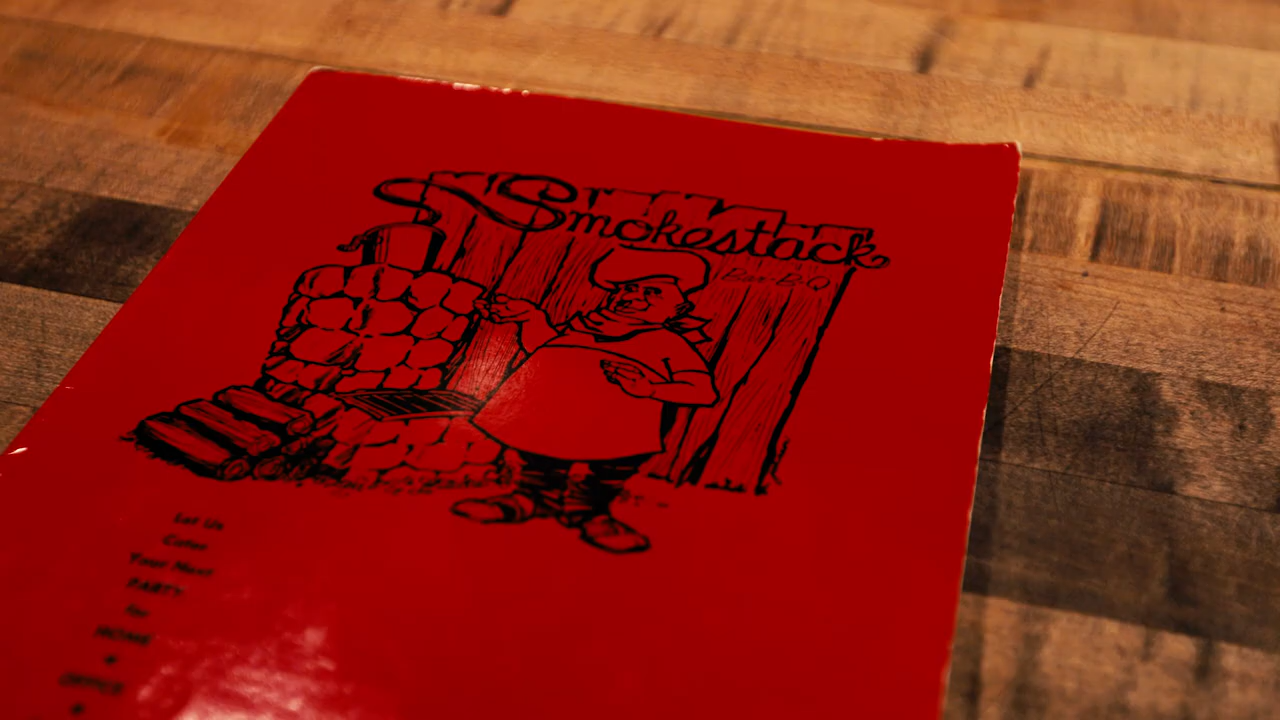 Smokestack
Bar-B-Q
Let Us
Cater
Your Next
PARTY
for
HOME
•
OFFICE
•